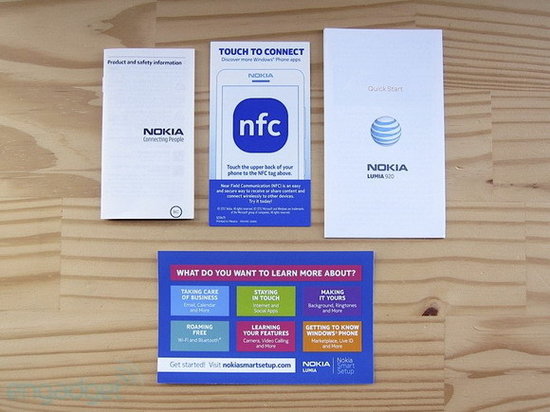 Product and safety information
NOKIA
Connecting People
TOUCH TO CONNECT
Discover more Windows® Phone apps
NOKIA
nfc
Touch the upper back of your
phone to the NFC tag above.
Near Field Communication (NFC) is an easy
and secure way to receive or share content and
connect wirelessly to other devices.
Try it today!
Quick Start
NOKIA
LUMIA 920
WHAT DO YOU WANT TO LEARN MORE ABOUT?
TAKING CARE
OF BUSINESS
Email, Calendar
and More
STAYING
IN TOUCH
Internet and
Social Apps
MAKING
IT YOURS
Background, Ringtones
and More
ROAMING
FREE
Wi-Fi and Bluetooth®
LEARNING
YOUR FEATURES
Camera, Video Calling
and More
GETTING TO KNOW
WINDOWS® PHONE
Marketplace, Live ID
and More
Get started! Visit nokiasmartsetup.com
NOKIA
LUMIA
Nokia
Smart
Setup